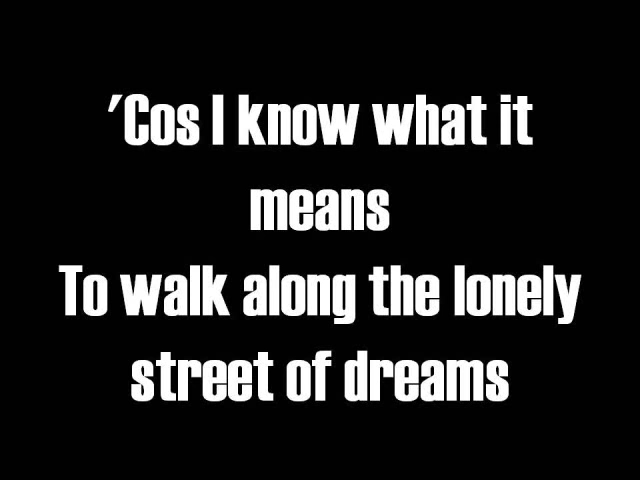 'Cos I know what it
means
To walk along the lonely
street of dreams